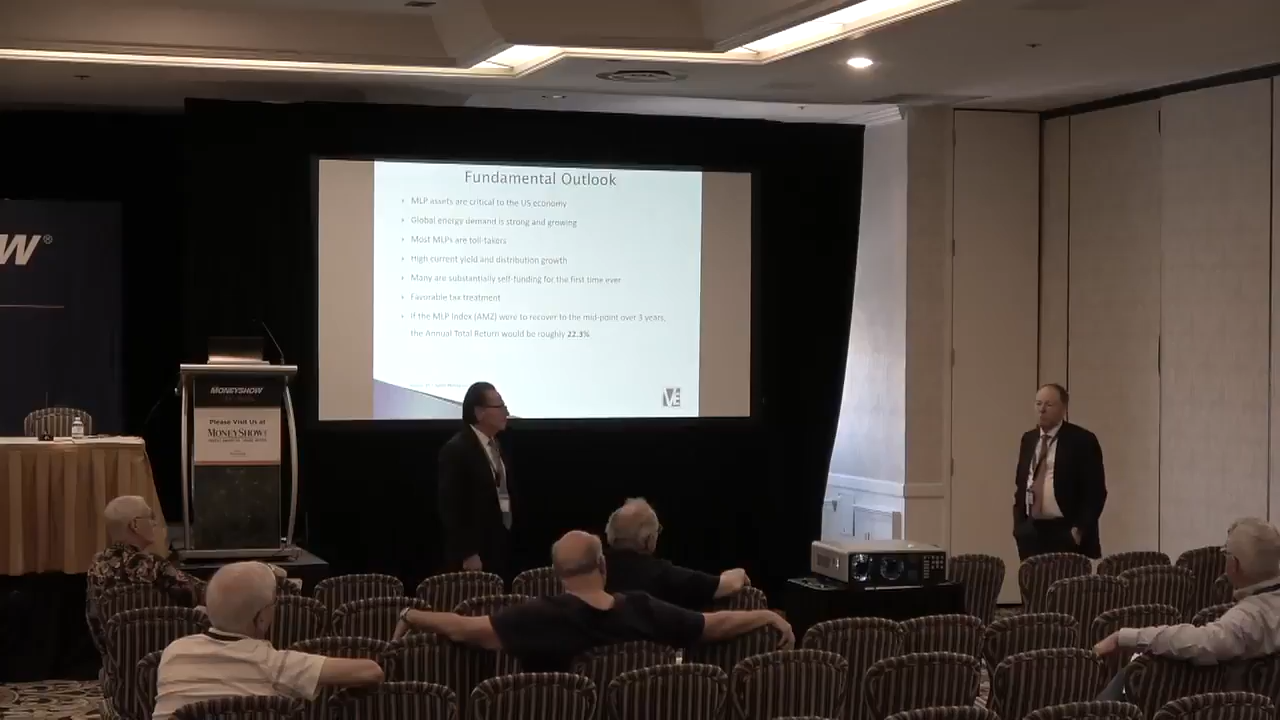 W®
Fundamental Outlook
MLP assets are critical to the US economy
Global energy demand is strong and growing
Most MLPs are toll-takers
High current yield and distribution growth
Many are substantially self-funding for the first time ever
Favorable tax treatment
If the MLP Index (AMZ) were to recover to the mid-point over 3 years,
the Annual Total Return would be roughly 22.3%
MONEYSHOW
Please Visit Us at
MONEYSHOW